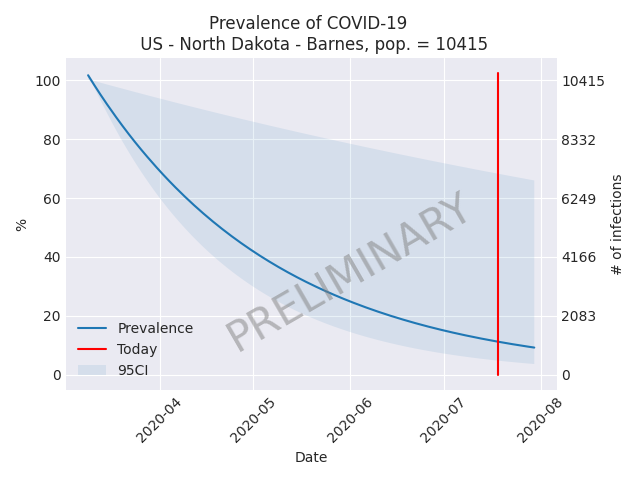 Prevalence of COVID-19
US - North Dakota - Barnes, pop. = 10415
100
80
60
40
20
0
%
10415
8332
6249
4166
2083
0
# of infections
PRELIMINARY
Prevalence
Today
95CI
2020-04
2020-05
2020-06
2020-07
2020-08
Date